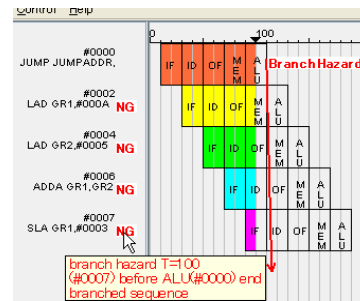 Control Help
0 100
#0000
JUMP JUMPADDR,
IF ID OF MEM ALU
Branch Hazard
#0002
LAD GR1,#000A NG
IF ID OF MEM ALU
#0004
LAD GR2,#0005 NG
IF ID OF MEM ALU
#0006
ADDA GR1,GR2 NG
IF ID OF MEM ALU
#0007
SLA GR1,#0003 NG
IF ID OF MEM ALU
branch hazard T=100
(#0007) before ALU(#0000) end
branched sequence